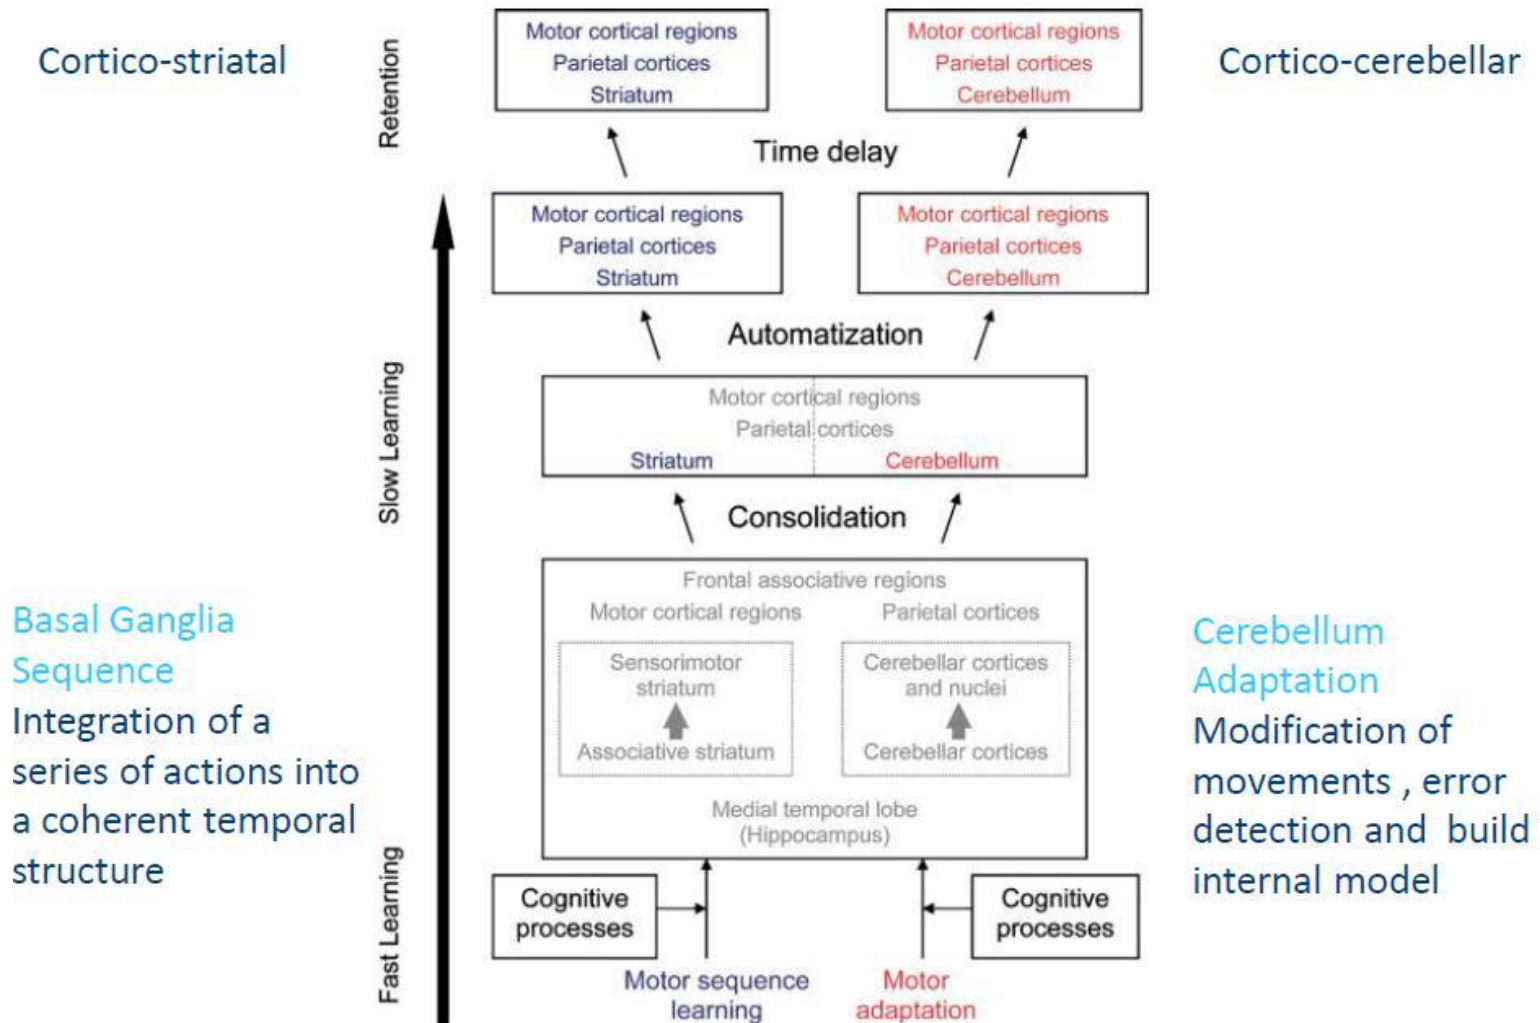 Cortico-striatal
Cortico-cerebellar
Retention
Motor cortical regions
Parietal cortices
Striatum
Motor cortical regions
Parietal cortices
Cerebellum
Time delay
Motor cortical regions
Parietal cortices
Striatum
Motor cortical regions
Parietal cortices
Cerebellum
Automatization
Slow Learning
Motor cortical regions
Parietal cortices
Striatum
Cerebellum
Consolidation
Frontal associative regions
Motor cortical regions
Parietal cortices
Sensorimotor
striatum
Associative striatum
Cerebellar cortices
and nuclei
Cerebellar cortices
Medial temporal lobe
(Hippocampus)
Basal Ganglia
Sequence
Integration of a
series of actions into
a coherent temporal
structure
Cerebellum
Adaptation
Modification of
movements , error
detection and build
internal model
Fast Learning
Cognitive
processes
Cognitive
processes
Motor sequence
learning
Motor
adaptation